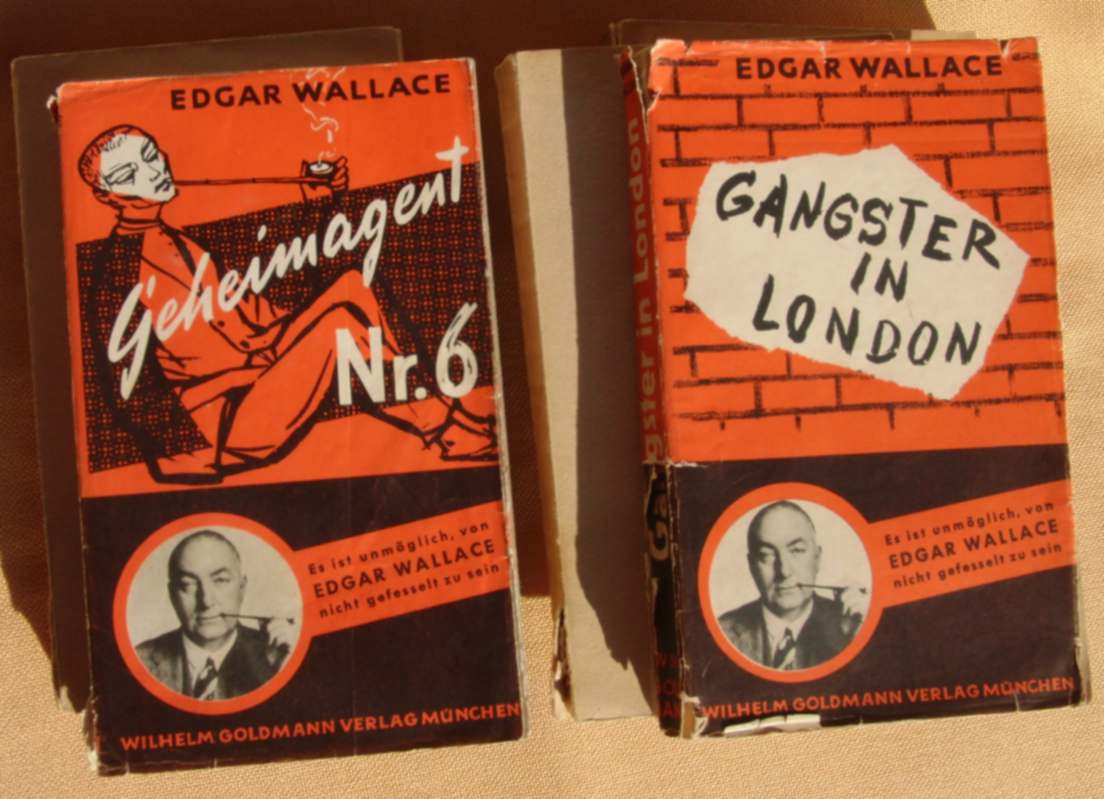 EDGAR WALLACE
Geheimagent
Nr. 6
Es ist unmöglich, von
EDGAR WALLACE
nicht gefesselt zu sein
WILHELM GOLDMANN VERLAG MÜNCHEN
Gangster in London
EDGAR WALLACE
GANGSTER
IN
LONDON
Es ist unmöglich, von
EDGAR WALLACE
nicht gefesselt zu sein
WILHELM GOLDMANN VERLAG MÜNCHEN